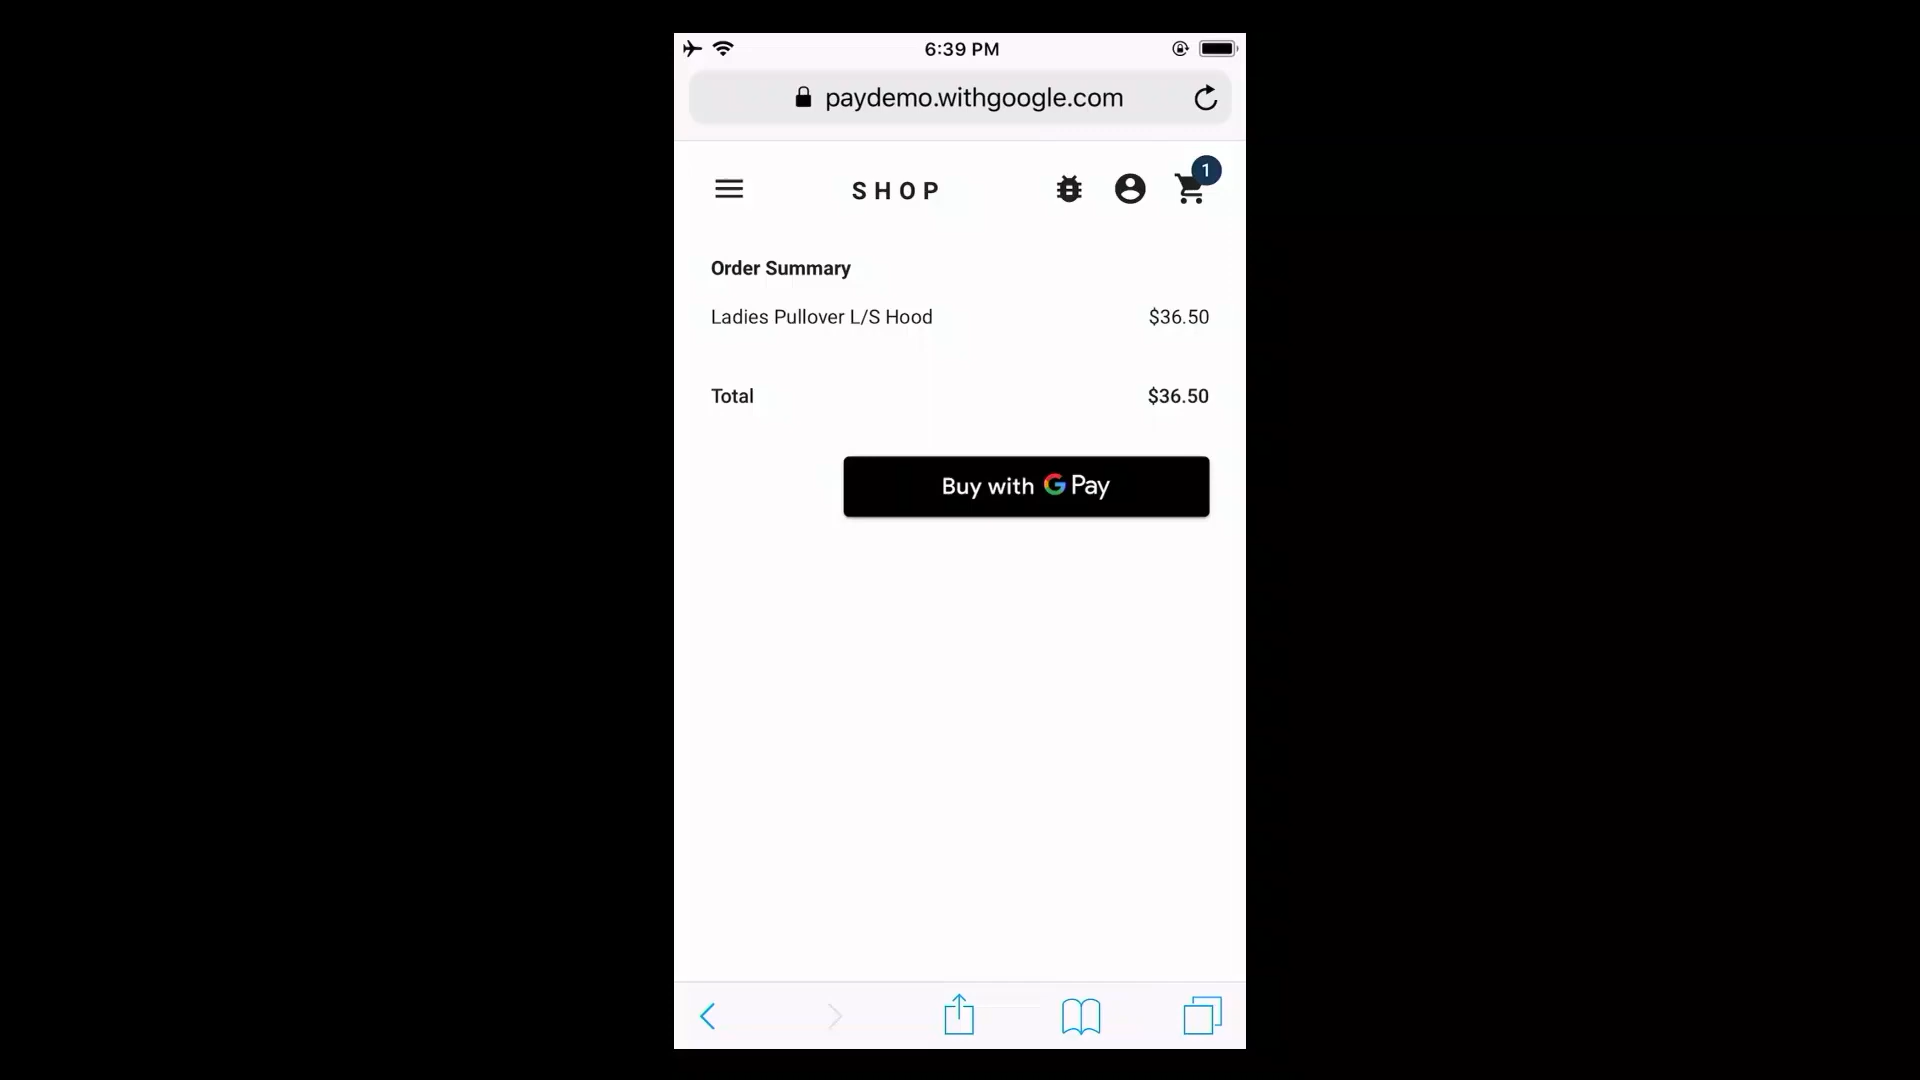 6:39 PM
paydemo.withgoogle.com
SHOP
1
Order Summary
Ladies Pullover L/S Hood $36.50
Total $36.50
Buy with G Pay